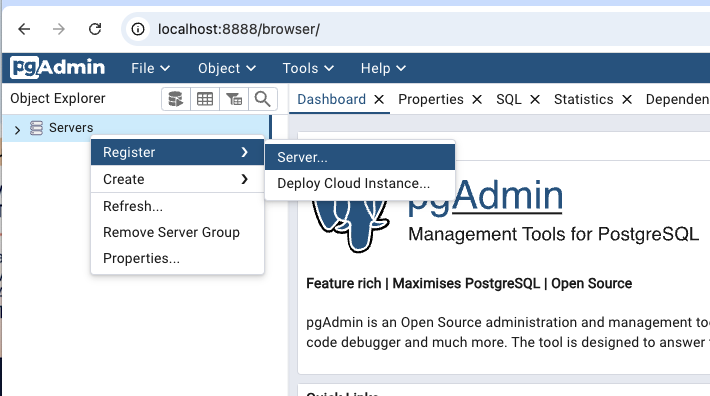 localhost:8888/browser/
pgAdmin File Object Tools Help
Object Explorer
Dashboard Properties SQL Statistics Dependen
Servers
Register
Create
Refresh...
Remove Server Group
Properties...
Server...
Deploy Cloud Instance...
pgAdmin
Management Tools for PostgreSQL
Feature rich | Maximises PostgreSQL | Open Source
pgAdmin is an Open Source administration and management too
code debugger and much more. The tool is designed to answer
Quick Links